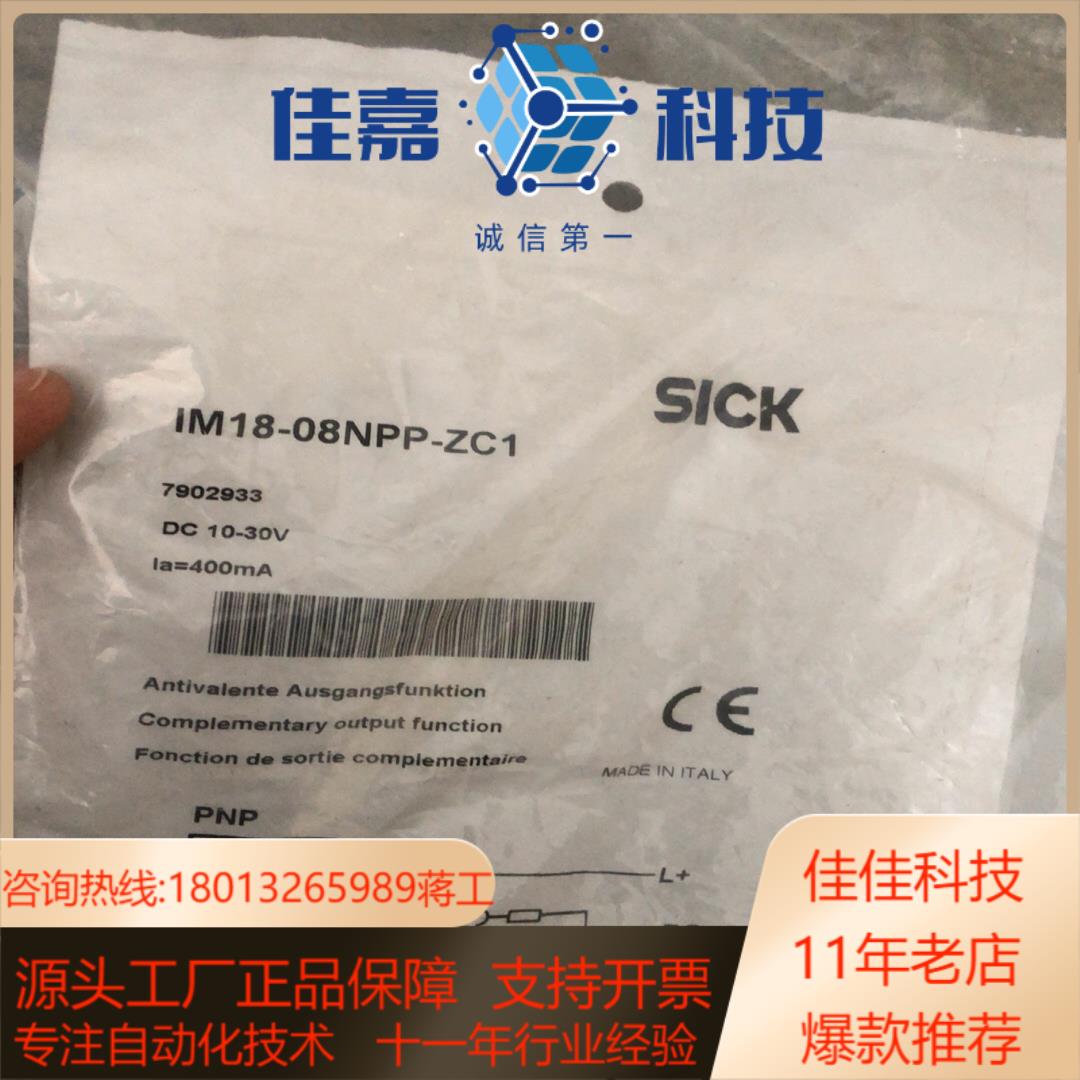 佳嘉 科技
诚信第一
SICK
IM18-08NPP-ZC1
7902933
DC 10-30V
Ia=400mA
Antivalente Ausgangsfunktion
Complementary output function
Fonction de sortie complementaire
CE
MADE IN ITALY
PNP
L+
咨询热线:18013265989蒋工
源头工厂正品保障 支持开票
专注自动化技术 十一年行业经验
佳佳科技
11年老店
爆款推荐